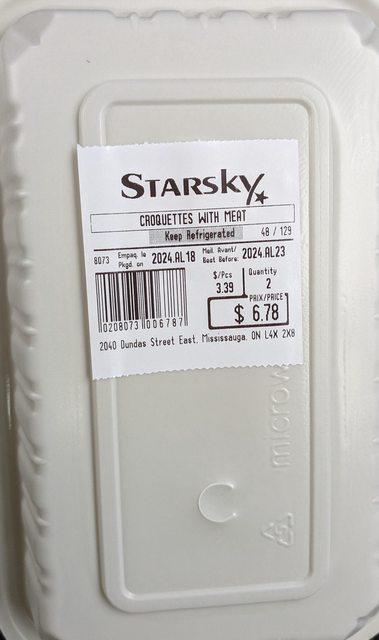 STARSKY
CROQUETTES WITH MEAT
Keep Refrigerated 48 / 129
8073 Empaq. le Pkgd. on 2024.AL18 Meil. Avant/ Best Before: 2024.AL23
$/Pcs Quantity
3.39 2
PRIX/PRICE
$ 6.78
0208073 006787
2040 Dundas Street East, Mississauga, ON L4X 2X8
microw
5